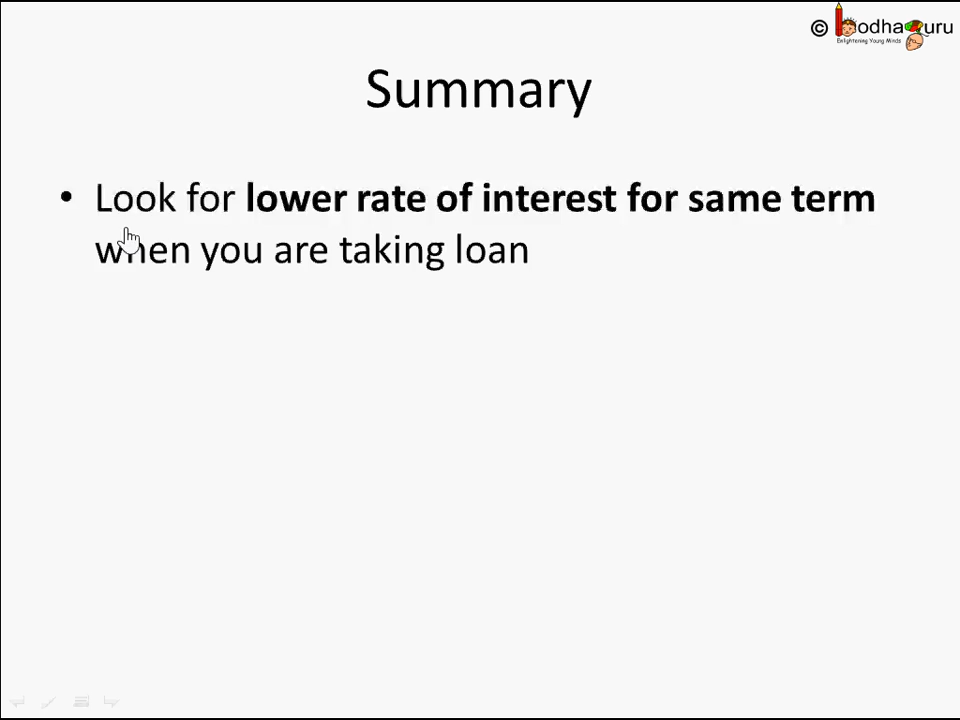 © BodhaGuru
Enlightening Young Minds
Summary
• Look for lower rate of interest for same term
when you are taking loan